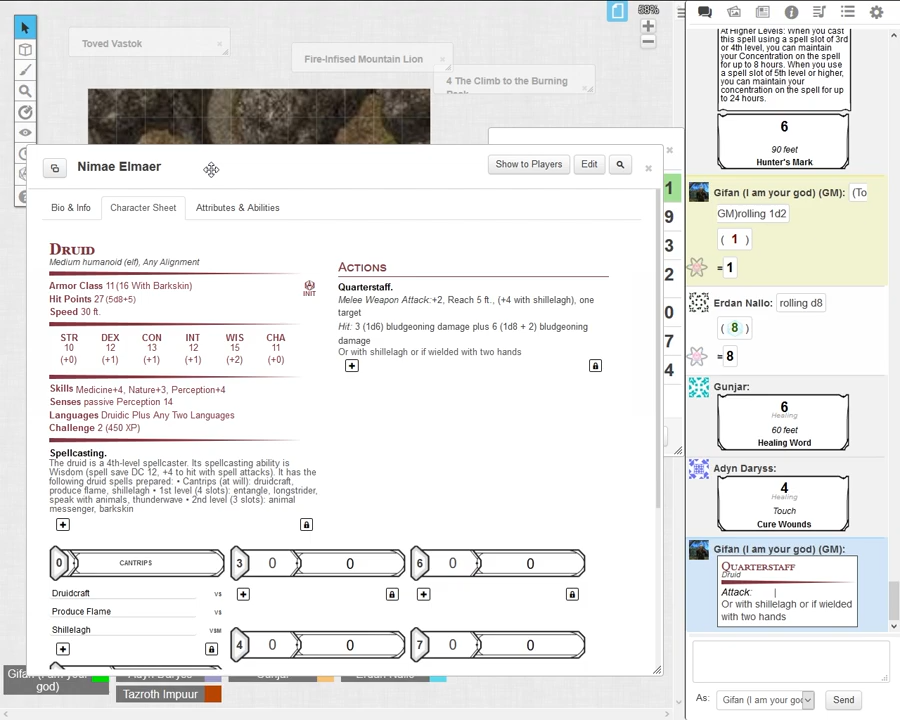 Toved Vastok
Fire-Infised Mountain Lion
4 The Climb to the Burning
58%
Nimae Elmaer
Show to Players
Edit
Bio & Info
Character Sheet
Attributes & Abilities
Druid
Medium humanoid (elf), Any Alignment
Armor Class 11 (16 With Barkskin)
Hit Points 27 (5d8+5)
Speed 30 ft.
INIT
STR DEX CON INT WIS CHA
10 12 13 12 15 11
(+0) (+1) (+1) (+1) (+2) (+0)
Skills Medicine+4, Nature+3, Perception+4
Senses passive Perception 14
Languages Druidic Plus Any Two Languages
Challenge 2 (450 XP)
Spellcasting.
The druid is a 4th-level spellcaster. Its spellcasting ability is
Wisdom (spell save DC 12, +4 to hit with spell attacks). It has the
following druid spells prepared: • Cantrips (at will): druidcraft,
produce flame, shillelagh • 1st level (4 slots): entangle, longstrider,
speak with animals, thunderwave • 2nd level (3 slots): animal
messenger, barkskin
Actions
Quarterstaff.
Melee Weapon Attack:+2, Reach 5 ft., (+4 with shillelagh), one
target
Hit: 3 (1d6) bludgeoning damage plus 6 (1d8 + 2) bludgeoning
damage
Or with shillelagh or if wielded with two hands
0 CANTRIPS
Druidcraft VS
Produce Flame VS
Shillelagh VSM
3 0 0
6 0 0
4 0 0
7 0 0
1
9
3
2
0
7
4
Gifan (I am your
god)
Tazroth Impuur
At Higher Levels: When you cast
this spell using a spell slot of 3rd
or 4th level, you can maintain
your Concentration on the spell
for up to 8 hours. When you use
a spell slot of 5th level or higher,
you can maintain your
concentration on the spell for up
to 24 hours.
6
90 feet
Hunter's Mark
Gifan (I am your god) (GM): (To
GM)rolling 1d2
( 1 )
=1
Erdan Nallo: rolling d8
( 8 )
=8
Gunjar:
6
Healing
60 feet
Healing Word
Adyn Daryss:
4
Healing
Touch
Cure Wounds
Gifan (I am your god) (GM):
Quarterstaff
Druid
Attack: |
Or with shillelagh or if wielded
with two hands
As: Gifan (I am your god
Send